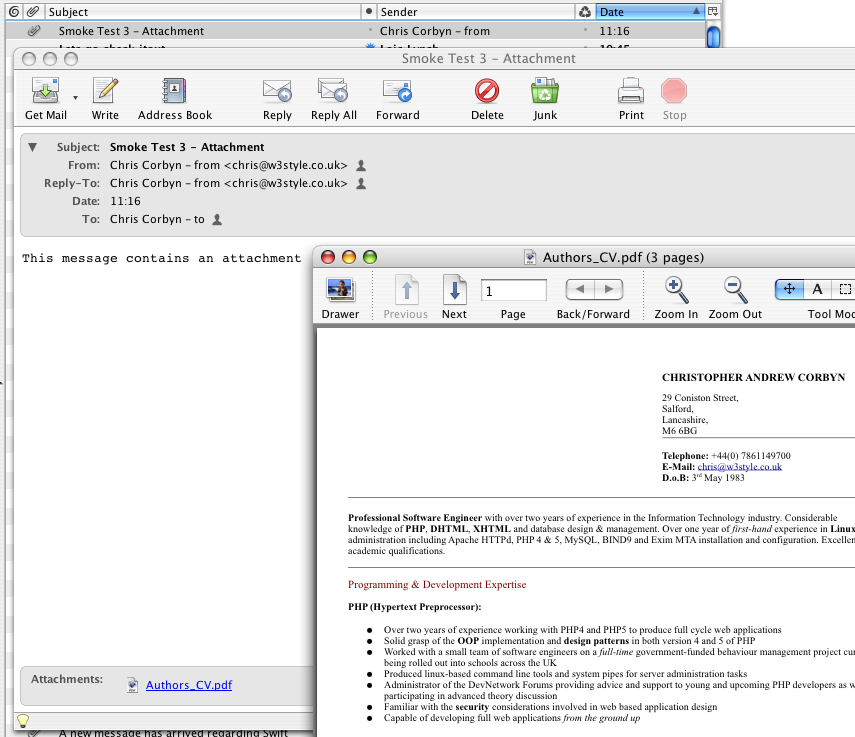 Subject Sender Date
Smoke Test 3 – Attachment Chris Corbyn – from 11:16
Smoke Test 3 – Attachment
Get Mail Write Address Book Reply Reply All Forward Delete Junk Print Stop
Subject: Smoke Test 3 – Attachment
From: Chris Corbyn – from <chris@w3style.co.uk>
Reply-To: Chris Corbyn – from <chris@w3style.co.uk>
Date: 11:16
To: Chris Corbyn – to
This message contains an attachment
Authors_CV.pdf (3 pages)
1
A
Drawer Previous Next Page Back/Forward Zoom In Zoom Out Tool Mod
CHRISTOPHER ANDREW CORBYN
29 Coniston Street,
Salford,
Lancashire,
M6 6BG
Telephone: +44(0) 7861149700
E-Mail: chris@w3style.co.uk
D.o.B: 3rd May 1983
Professional Software Engineer with over two years of experience in the Information Technology industry. Considerable
knowledge of PHP, DHTML, XHTML and database design & management. Over one year of first-hand experience in Linux
administration including Apache HTTPd, PHP 4 & 5, MySQL, BIND9 and Exim MTA installation and configuration. Excellen
academic qualifications.
Programming & Development Expertise
PHP (Hypertext Preprocessor):
● Over two years of experience working with PHP4 and PHP5 to produce full cycle web applications
● Solid grasp of the OOP implementation and design patterns in both version 4 and 5 of PHP
● Worked with a small team of software engineers on a full-time government-funded behaviour management project cur
being rolled out into schools across the UK
● Produced linux-based command line tools and system pipes for server administration tasks
● Administrator of the DevNetwork Forums providing advice and support to young and upcoming PHP developers as w
participating in advanced theory discussion
● Familiar with the security considerations involved in web based application design
● Capable of developing full web applications from the ground up
Attachments: Authors_CV.pdf
A new message has arrived regarding Swift